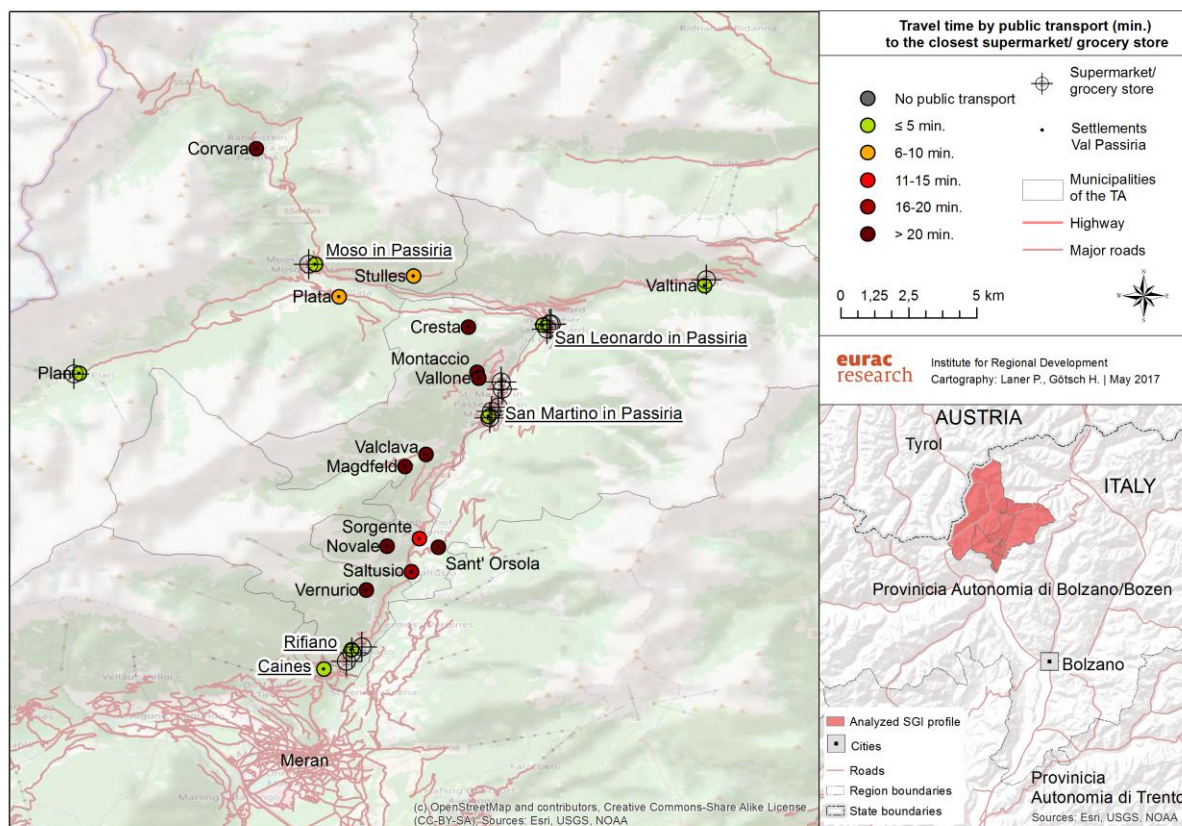 Corvara
Moso in Passiria
Stulles
Plata
Valtina
Cresta
San Leonardo in Passiria
Montaccio
Vallone
Plan
San Martino in Passiria
Valclava
Magdfeld
Sorgente
Novale
Sant' Orsola
Saltusio
Vernurio
Rifiano
Caines
Meran
(c) OpenStreetMap and contributors, Creative Commons-Share Alike License
(CC-BY-SA); Sources: Esri, USGS, NOAA
Travel time by public transport (min.)
to the closest supermarket/ grocery store
No public transport
≤ 5 min.
6-10 min.
11-15 min.
16-20 min.
> 20 min.
Supermarket/
grocery store
Settlements
Val Passiria
Municipalities
of the TA
Highway
Major roads
0 1,25 2,5 5 km
N
W E
S
eurac
research
Institute for Regional Development
Cartography: Laner P., Götsch H. | May 2017
AUSTRIA
Tyrol
ITALY
Provinicia Autonomia di Bolzano/Bozen
Bolzano
Analyzed SGI profile
Cities
Roads
Region boundaries
State boundaries
Provinicia
Autonomia di Trento
Sources: Esri, USGS, NOAA